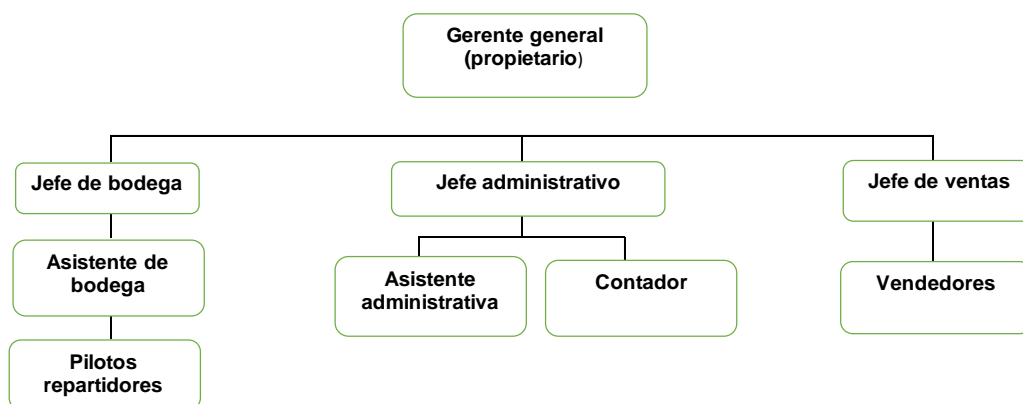 Gerente general
(propietario)
Jefe de bodega
Jefe administrativo
Jefe de ventas
Asistente de
bodega
Asistente
administrativa
Contador
Vendedores
Pilotos
repartidores